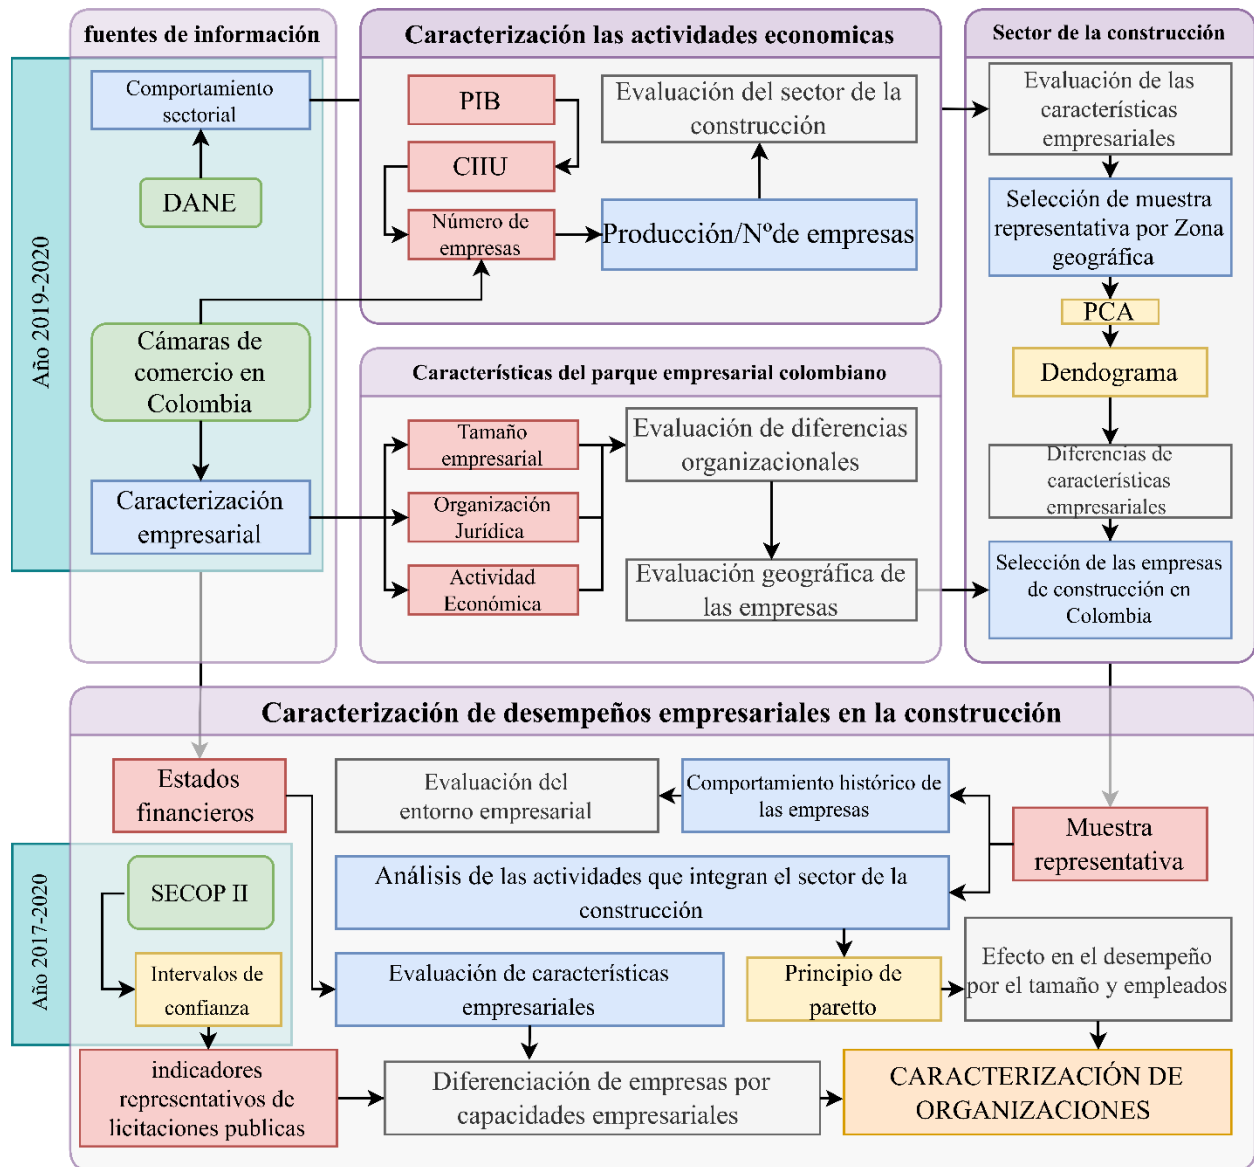 fuentes de información
Año 2019-2020
Comportamiento
sectorial
DANE
Cámaras de
comercio en
Colombia
Caracterización
empresarial
Caracterización las actividades economicas
PIB
CIIU
Número de
empresas
Evaluación del sector de la
construcción
Producción/Nºde empresas
Características del parque empresarial colombiano
Tamaño
empresarial
Organización
Jurídica
Actividad
Económica
Evaluación de diferencias
organizacionales
Evaluación geográfica de
las empresas
Sector de la construcción
Evaluación de las
características
empresariales
Selección de muestra
representativa por Zona
geográfica
PCA
Dendograma
Diferencias de
características
empresariales
Selección de las empresas
de construcción en
Colombia
Caracterización de desempeños empresariales en la construcción
Estados
financieros
Año 2017-2020
SECOP II
Intervalos de
confianza
indicadores
representativos de
licitaciones publicas
Evaluación del
entorno empresarial
Comportamiento histórico de
las empresas
Muestra
representativa
Análisis de las actividades que integran el sector de la
construcción
Evaluación de características
empresariales
Principio de
paretto
Efecto en el desempeño
por el tamaño y empleados
Diferenciación de empresas por
capacidades empresariales
CARACTERIZACIÓN DE
ORGANIZACIONES